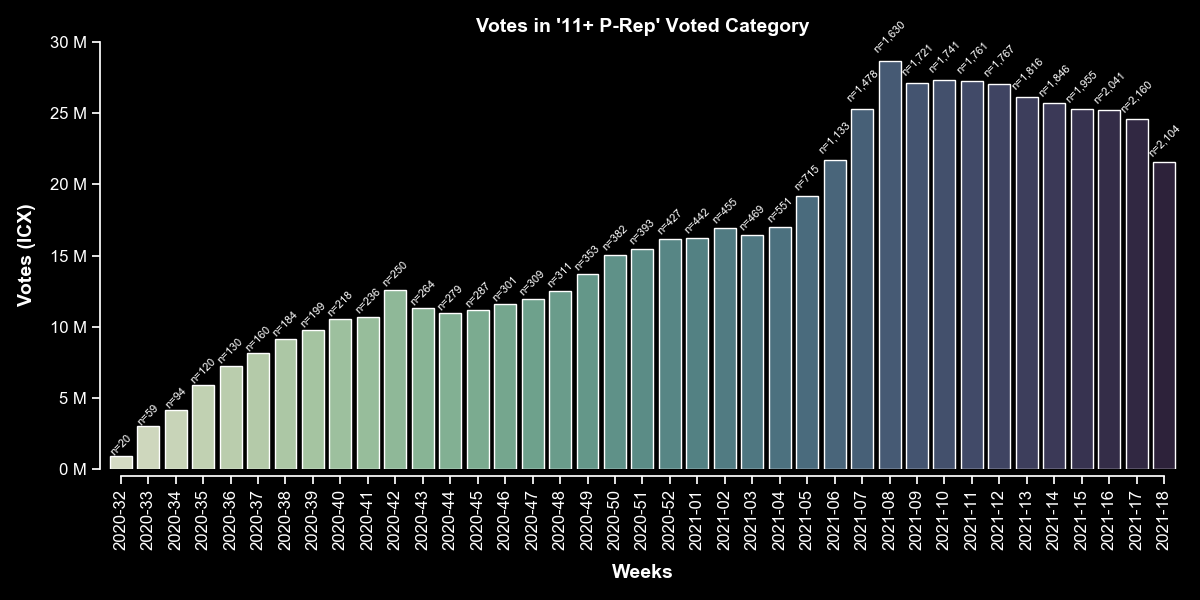 Votes in '11+ P-Rep' Voted Category
Votes (ICX)
30 M
25 M
20 M
15 M
10 M
5 M
0 M
n=20
n=59
n=94
n=120
n=130
n=160
n=184
n=199
n=218
n=236
n=250
n=264
n=279
n=287
n=301
n=309
n=311
n=353
n=382
n=393
n=427
n=442
n=455
n=469
n=551
n=715
n=1,133
n=1,478
n=1,630
n=1,721
n=1,741
n=1,761
n=1,767
n=1,816
n=1,846
n=1,955
n=2,041
n=2,160
n=2,104
2020-32
2020-33
2020-34
2020-35
2020-36
2020-37
2020-38
2020-39
2020-40
2020-41
2020-42
2020-43
2020-44
2020-45
2020-46
2020-47
2020-48
2020-49
2020-50
2020-51
2020-52
2021-01
2021-02
2021-03
2021-04
2021-05
2021-06
2021-07
2021-08
2021-09
2021-10
2021-11
2021-12
2021-13
2021-14
2021-15
2021-16
2021-17
2021-18
Weeks